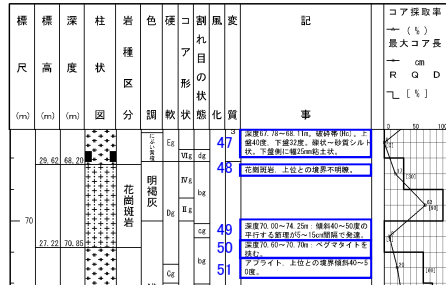 標 標 深 柱 岩 色 硬 コ 割 風 変 記 コア採取率
尺 高 度 状 種 調 軟 ア れ 化 質 事 (%)
(m) (m) (m) 図 区 形 目 最大コア長
分 状 の cm
状 R Q D
態 [%]
0 50 100
にぶい黄橙 Eg 47 深度67.78~68.11m, 破砕帯(Hc)。上
盤40度、下盤32度。礫状~砂質シルト
状。下盤側に幅25mm粘土状。
29.62 68.20 Ⅵg dg
48 花崗斑岩。上位との境界不明瞭。
花崗斑岩 明褐灰 Dg Ⅳg bg
Ⅱg
70 cg 49 深度70.00~74.25m:傾斜40~50度の
平行する節理が5~15cm間隔で発達。
27.22 70.85 50 深度70.60~70.70m:ペグマタイトを
挟む。
Cg bg 51 アプライト。上位との境界傾斜40~5
0度。